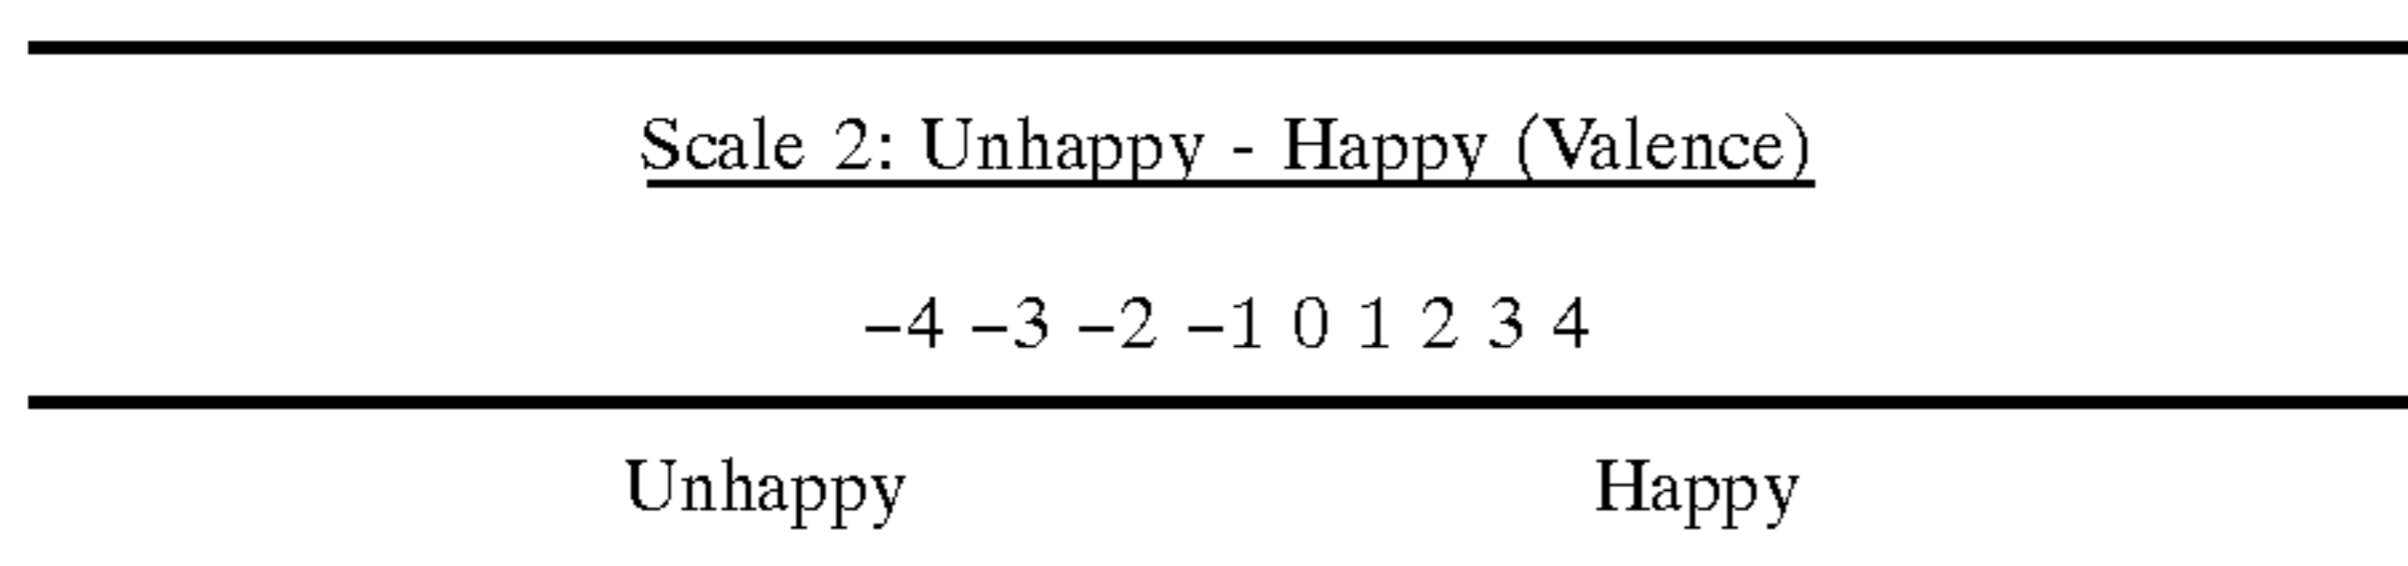 Scale 2: Unhappy - Happy (Valence)
–4 –3 –2 –1 0 1 2 3 4
Unhappy Happy